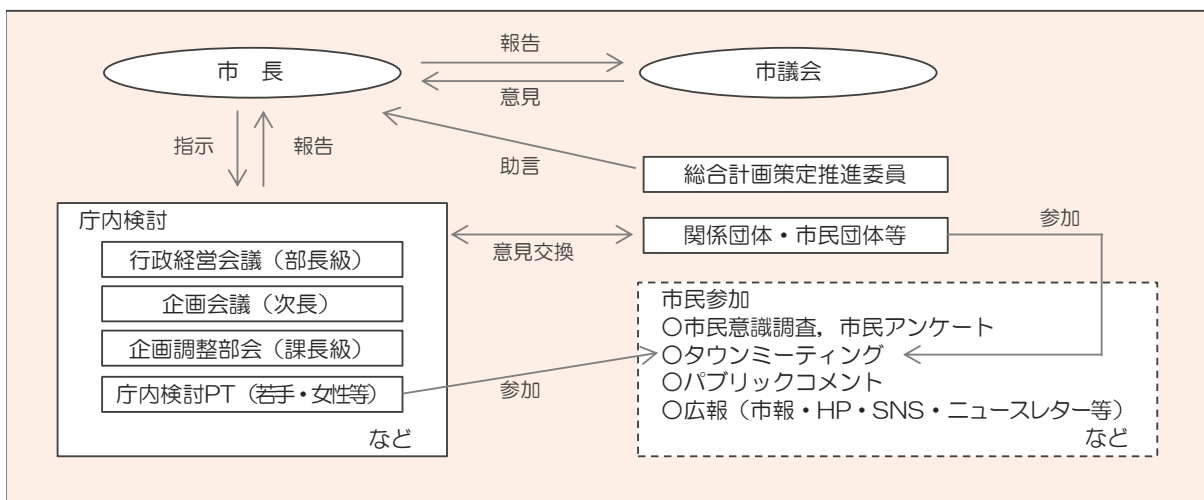 報告
市　長
市議会
意見
指示
報告
助言
総合計画策定推進委員
庁内検討
関係団体・市民団体等
参加
意見交換
行政経営会議（部長級）
企画会議（次長）
企画調整部会（課長級）
庁内検討PT（若手・女性等）
など
参加
市民参加
○市民意識調査，市民アンケート
○タウンミーティング
○パブリックコメント
○広報（市報・HP・SNS・ニュースレター等）
など